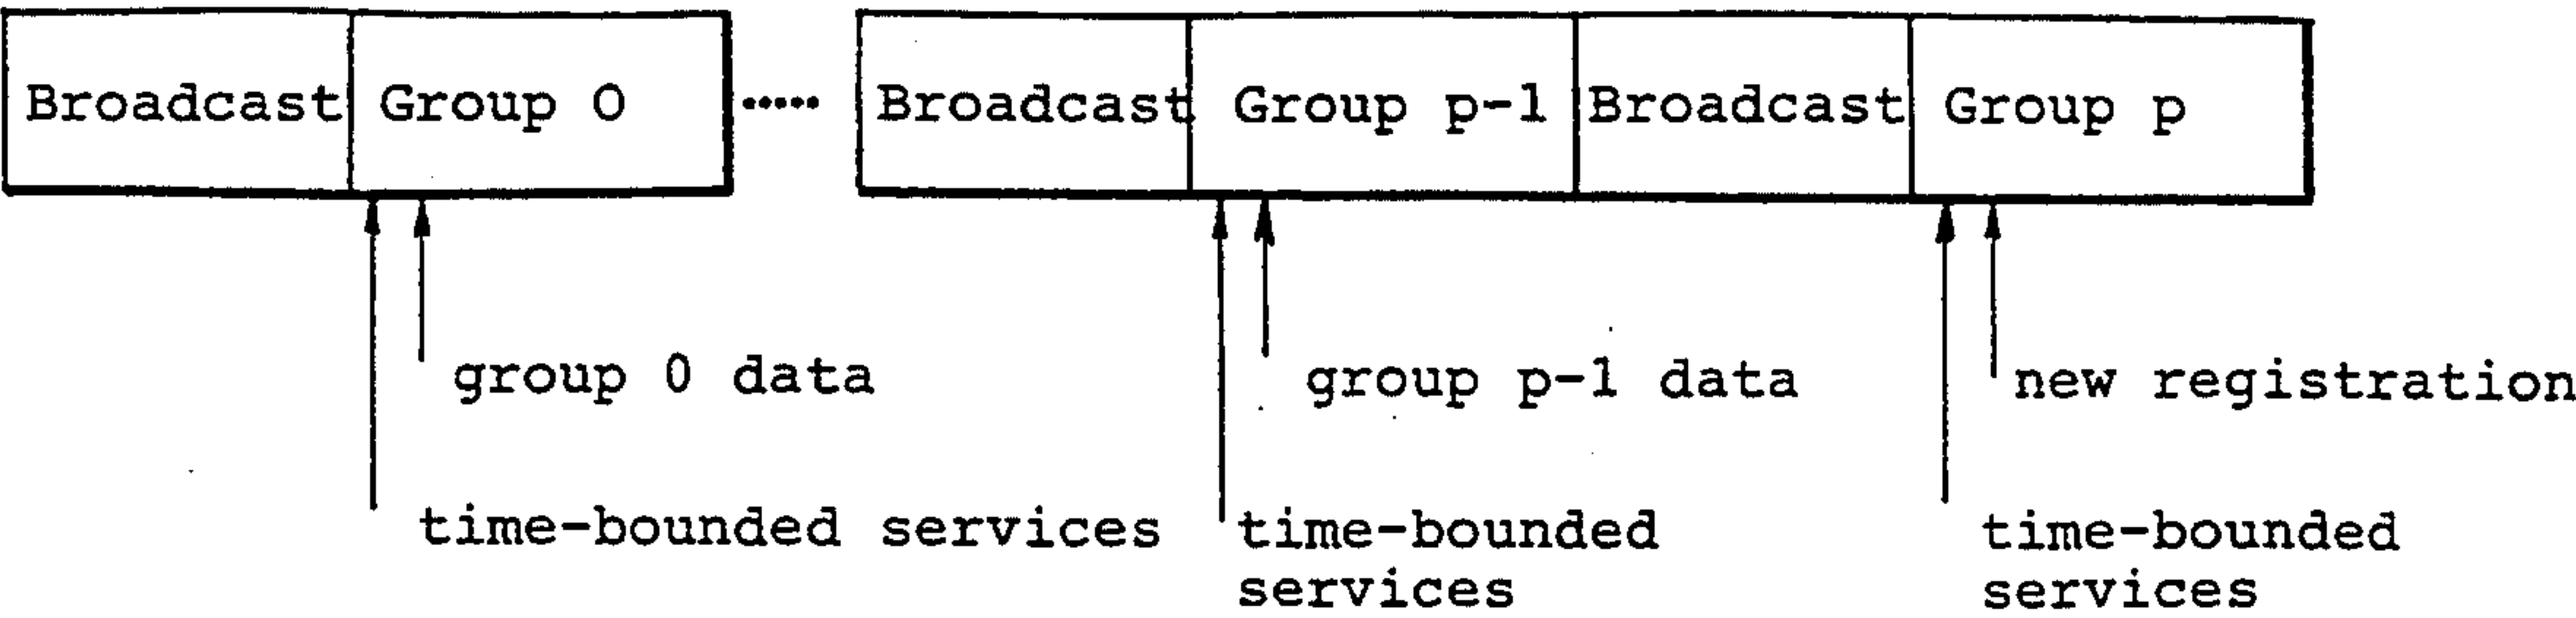 Broadcast Group 0 ..... Broadcast Group p-1 Broadcast Group p
group 0 data group p-1 data new registration
time-bounded services time-bounded services time-bounded services